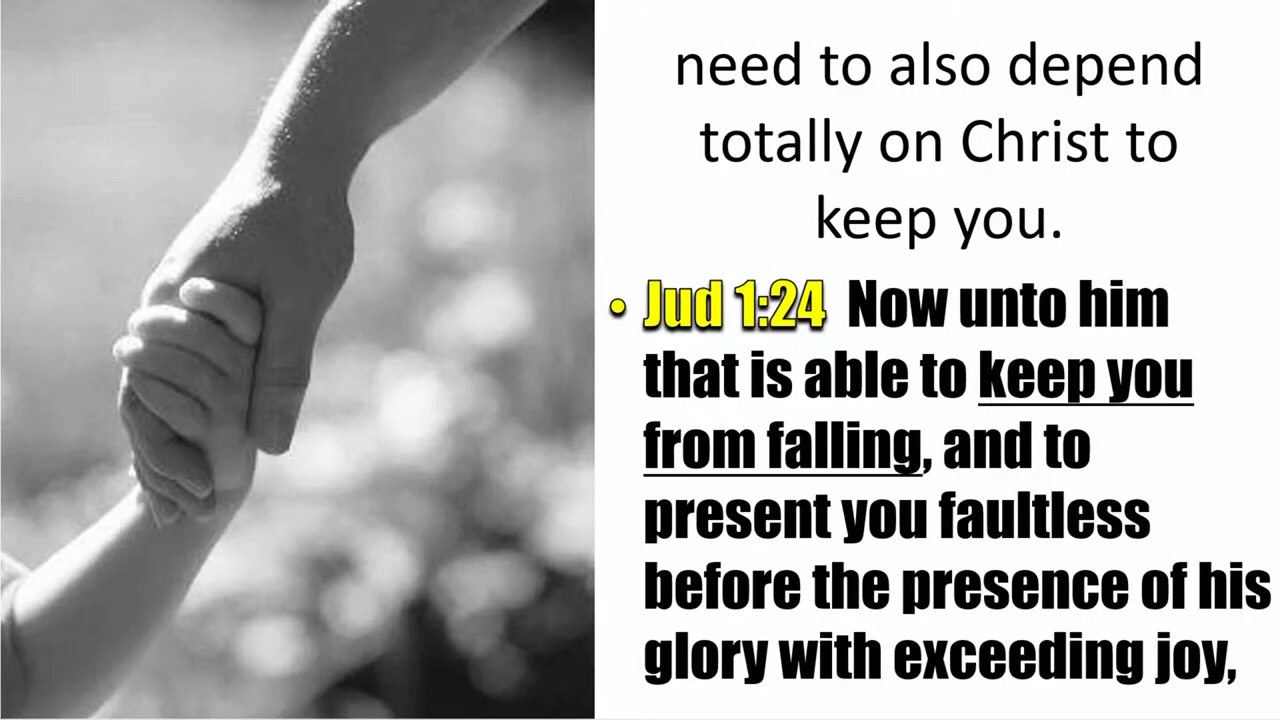 need to also depend
totally on Christ to
keep you.
• Jud 1:24 Now unto him
that is able to keep you
from falling, and to
present you faultless
before the presence of his
glory with exceeding joy,